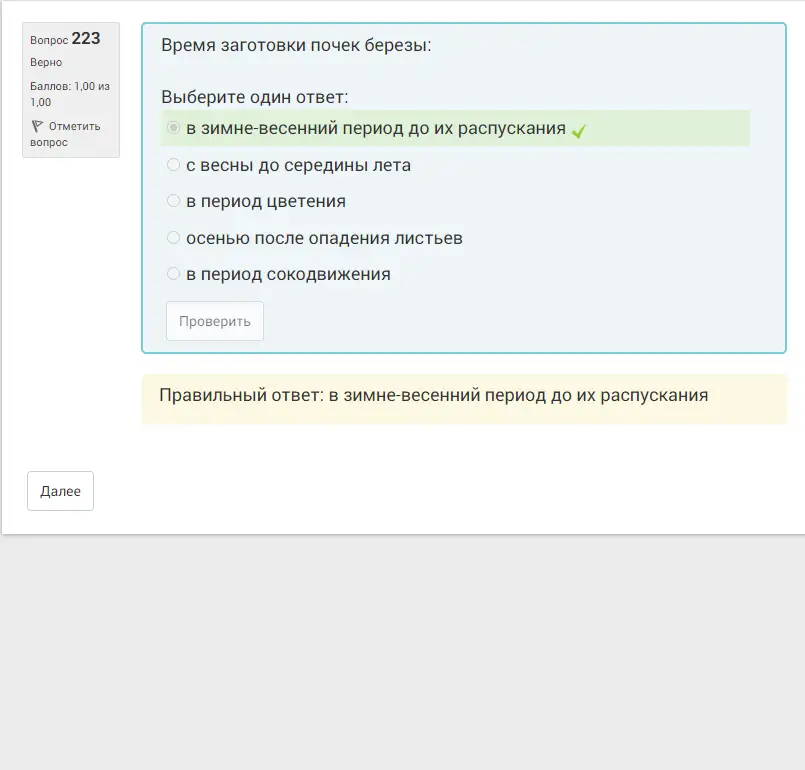 Вопрос 223
Верно
Баллов: 1,00 из
1,00
Отметить
вопрос
Время заготовки почек березы:
Выберите один ответ:
в зимне-весенний период до их распускания
с весны до середины лета
в период цветения
осенью после опадения листьев
в период сокодвижения
Проверить
Правильный ответ: в зимне-весенний период до их распускания
Далее